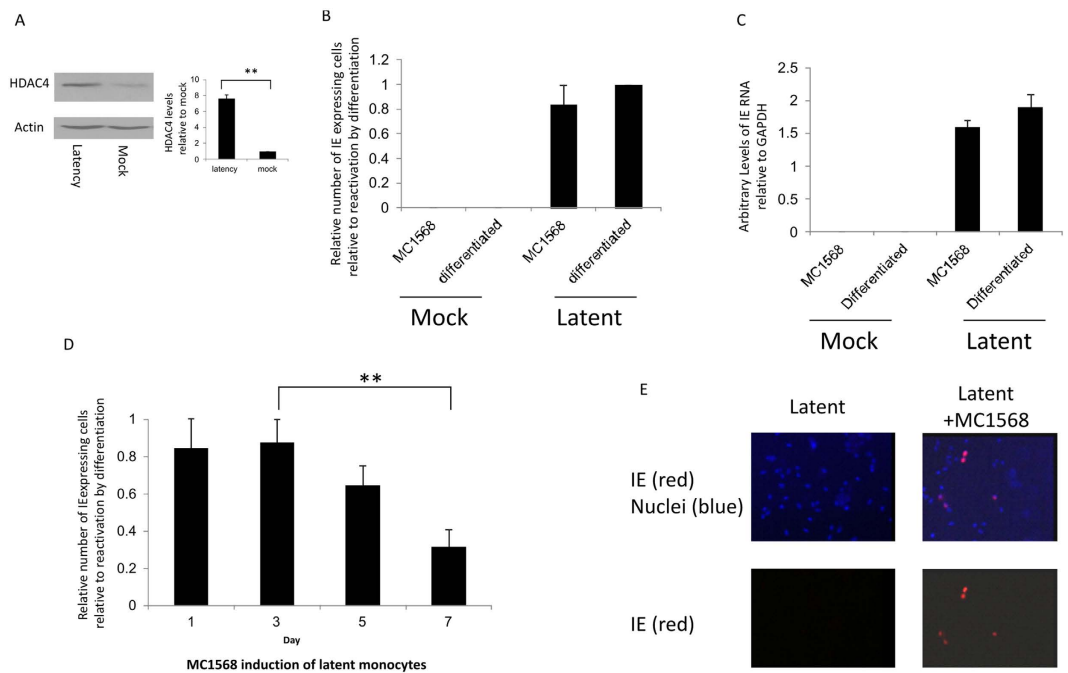 A
HDAC4
Actin
Latency
Mock
HDAC4 levels
relative to mock
10
8
6
4
2
0
**
latency
mock
B
Relative number of IE expressing cells
relative to reactivation by differentiation
1.2
1
0.8
0.6
0.4
0.2
0
MC1568
differentiated
MC1568
differentiated
Mock
Latent
C
Arbitrary Levels of IE RNA
relative to GAPDH
2.5
2
1.5
1
0.5
0
MC1568
Differentiated
MC1568
Differentiated
Mock
Latent
D
Relative number of IEexpressing cells
relative to reactivation by differentiation
1
0.8
0.6
0.4
0.2
0
**
1
3
5
7
Day
MC1568 induction of latent monocytes
E
Latent
Latent
+MC1568
IE (red)
Nuclei (blue)
IE (red)